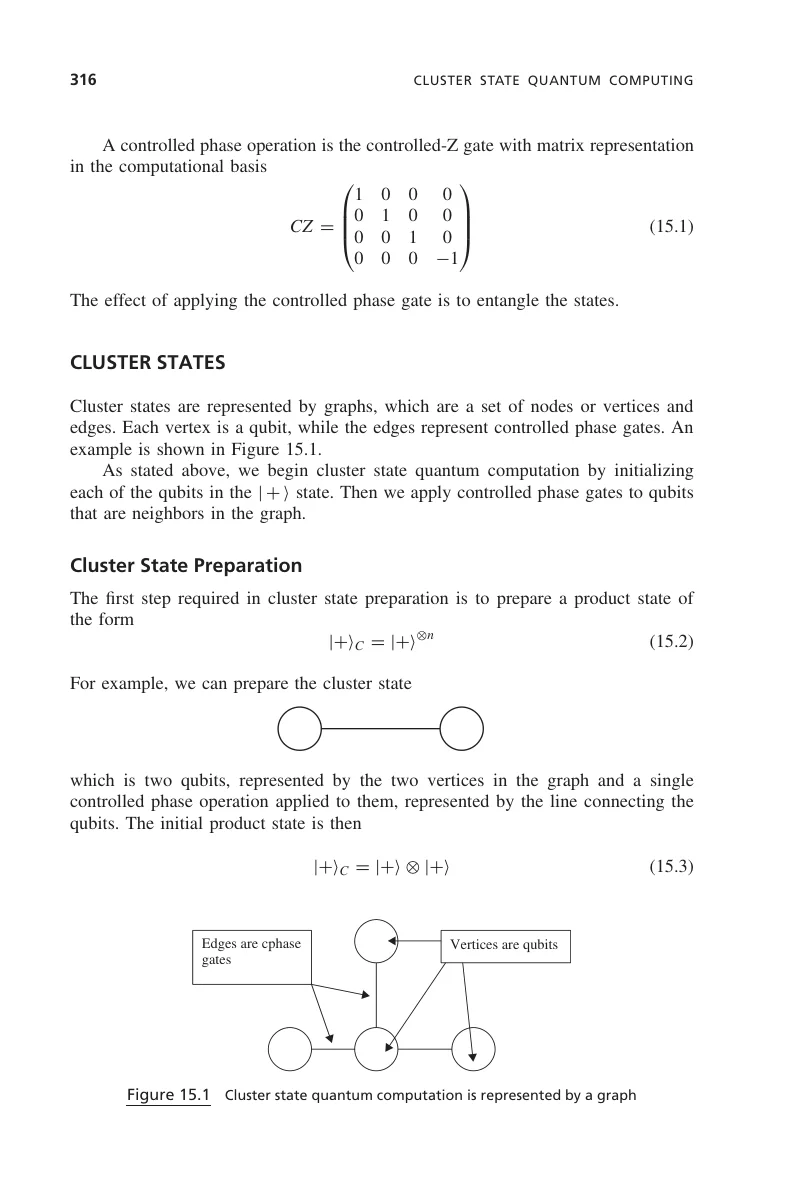 316 CLUSTER STATE QUANTUM COMPUTING
A controlled phase operation is the controlled-Z gate with matrix representation
in the computational basis
CZ = ⎛1 0 0 0⎞
⎜0 1 0 0⎟
⎜0 0 1 0⎟
⎝0 0 0 −1⎠ (15.1)
The effect of applying the controlled phase gate is to entangle the states.
CLUSTER STATES
Cluster states are represented by graphs, which are a set of nodes or vertices and
edges. Each vertex is a qubit, while the edges represent controlled phase gates. An
example is shown in Figure 15.1.
As stated above, we begin cluster state quantum computation by initializing
each of the qubits in the |+⟩ state. Then we apply controlled phase gates to qubits
that are neighbors in the graph.
Cluster State Preparation
The first step required in cluster state preparation is to prepare a product state of
the form
|+⟩C = |+⟩⊗n (15.2)
For example, we can prepare the cluster state
which is two qubits, represented by the two vertices in the graph and a single
controlled phase operation applied to them, represented by the line connecting the
qubits. The initial product state is then
|+⟩C = |+⟩ ⊗ |+⟩ (15.3)
Edges are cphase
gates
Vertices are qubits
Figure 15.1 Cluster state quantum computation is represented by a graph